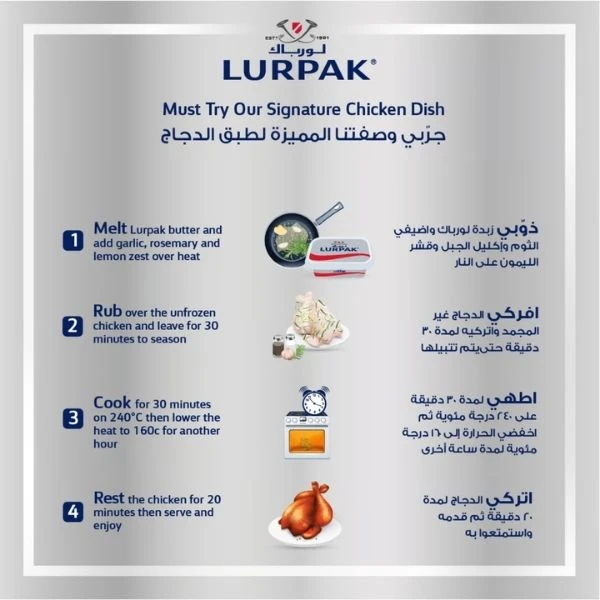 ESTD 1901
لورباك
LURPAK®
Must Try Our Signature Chicken Dish
جرّبي وصفتنا المميزة لطبق الدجاج
1
Melt Lurpak butter and
add garlic, rosemary and
lemon zest over heat
LURPAK
ذوّبي زبدة لورباك واضيفي
الثوم وإكليل الجبل وقشر
الليمون على النار
2
Rub over the unfrozen
chicken and leave for 30
minutes to season
افركي الدجاج غير
المجمد واتركيه لمدة ٣٠
دقيقة حتى يتم تتبيلها
3
Cook for 30 minutes
on 240°C then lower the
heat to 160c for another
hour
اطهي لمدة ٣٠ دقيقة
على ٢٤٠ درجة مئوية ثم
اخفضي الحرارة إلى ١٦٠ درجة
مئوية لمدة ساعة أخرى
4
Rest the chicken for 20
minutes then serve and
enjoy
اتركي الدجاج لمدة
٢٠ دقيقة ثم قدمه
واستمتعوا به